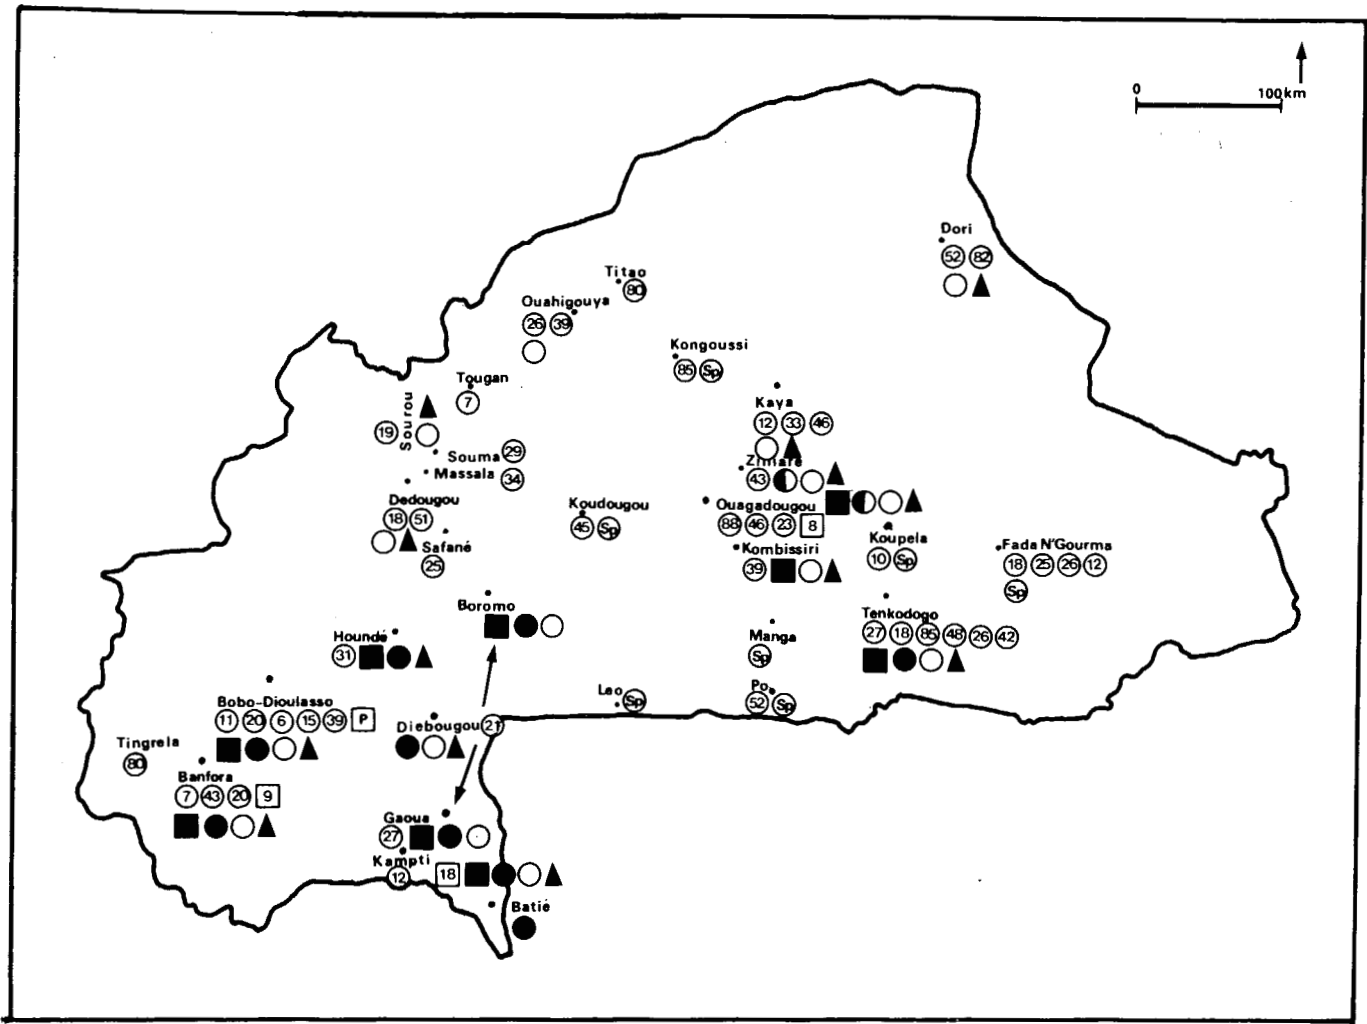 0 100km
Dori
52 82
Titao
80
Ouahigouya
26 39
Kongoussi
85 Sp
Tougan
7
Kaya
12 33 46
Sourou
19
Souma 29
Massala 34
Zimaré
43
Dedougou
18 51
Koudougou
45 Sp
Ouagadougou
88 46 23 8
Safané
25
Kombissiri
39
Koupela
10 Sp
Fada N'Gourma
18 25 26 12
Sp
Boromo
Houndé
31
Manga
Sp
Tenkodogo
27 18 85 48 26 42
Leo Sp
Po
52 Sp
Bobo-Dioulasso
11 20 6 15 39 P
Diebougou 21
Tingrela
80
Banfora
7 43 20 9
Gaoua
27
Kampti
12 18
Batié